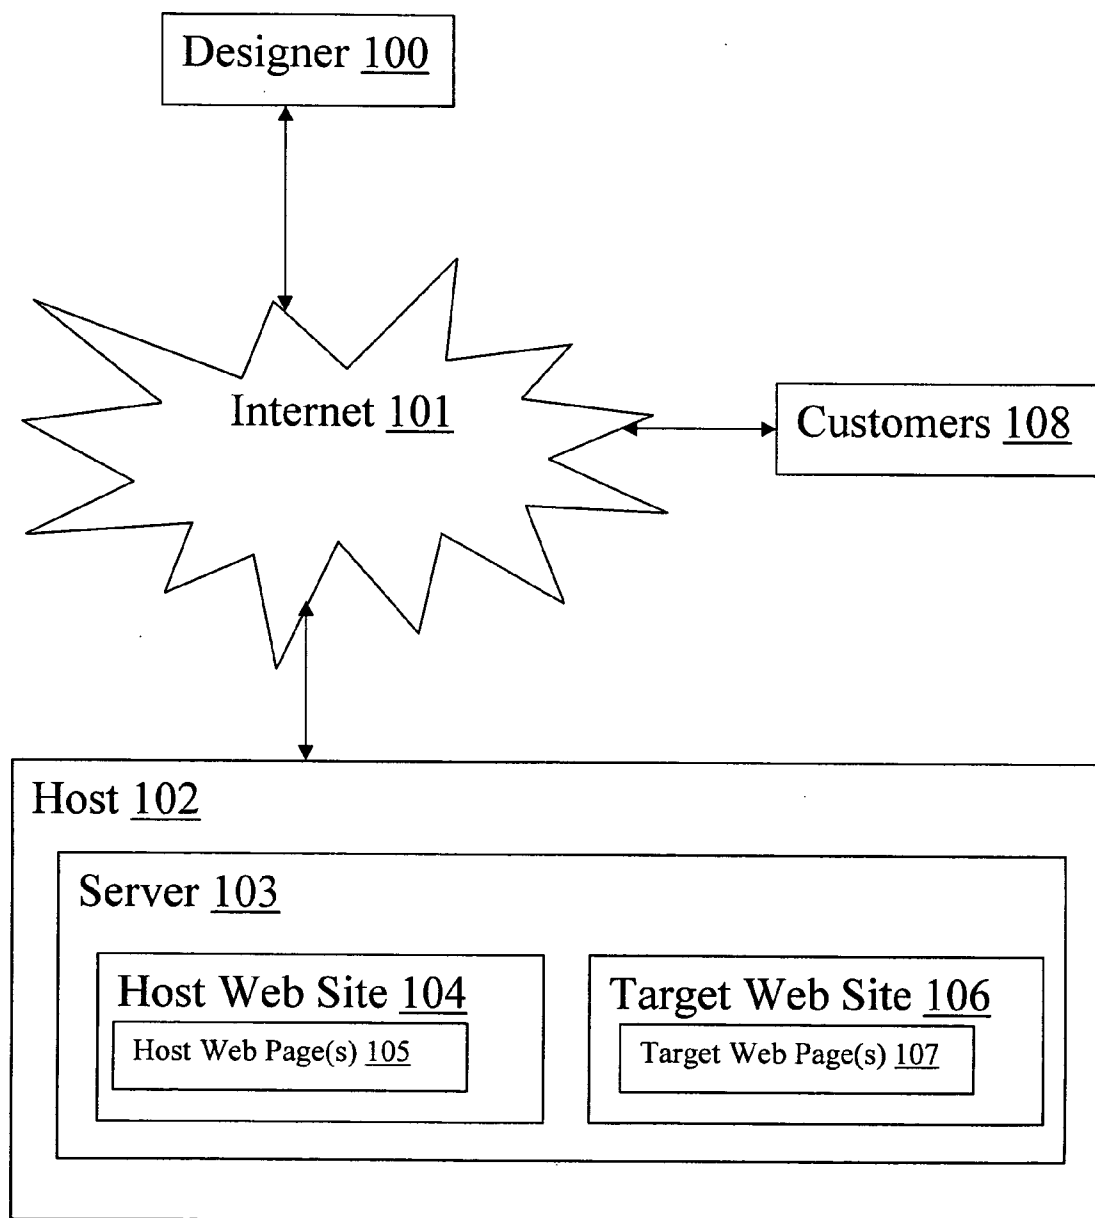 Designer 100
Internet 101
Customers 108
Host 102
Server 103
Host Web Site 104
Host Web Page(s) 105
Target Web Site 106
Target Web Page(s) 107